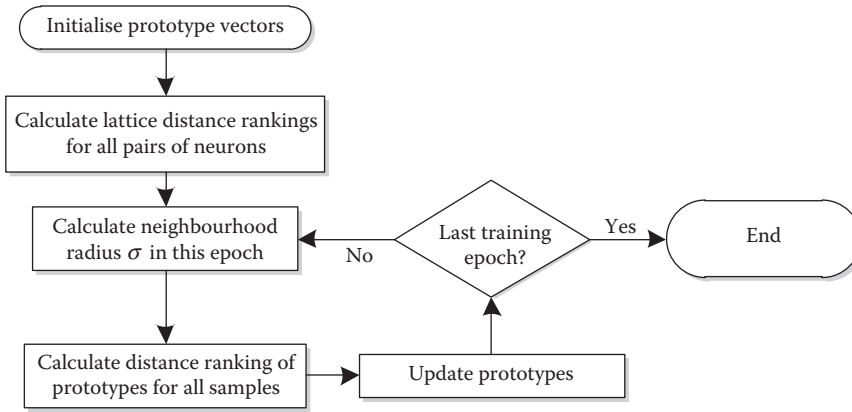 Initialise prototype vectors
Calculate lattice distance rankings
for all pairs of neurons
Calculate neighbourhood
radius σ in this epoch
Calculate distance ranking of
prototypes for all samples
Update prototypes
Last training
epoch?
No
Yes
End